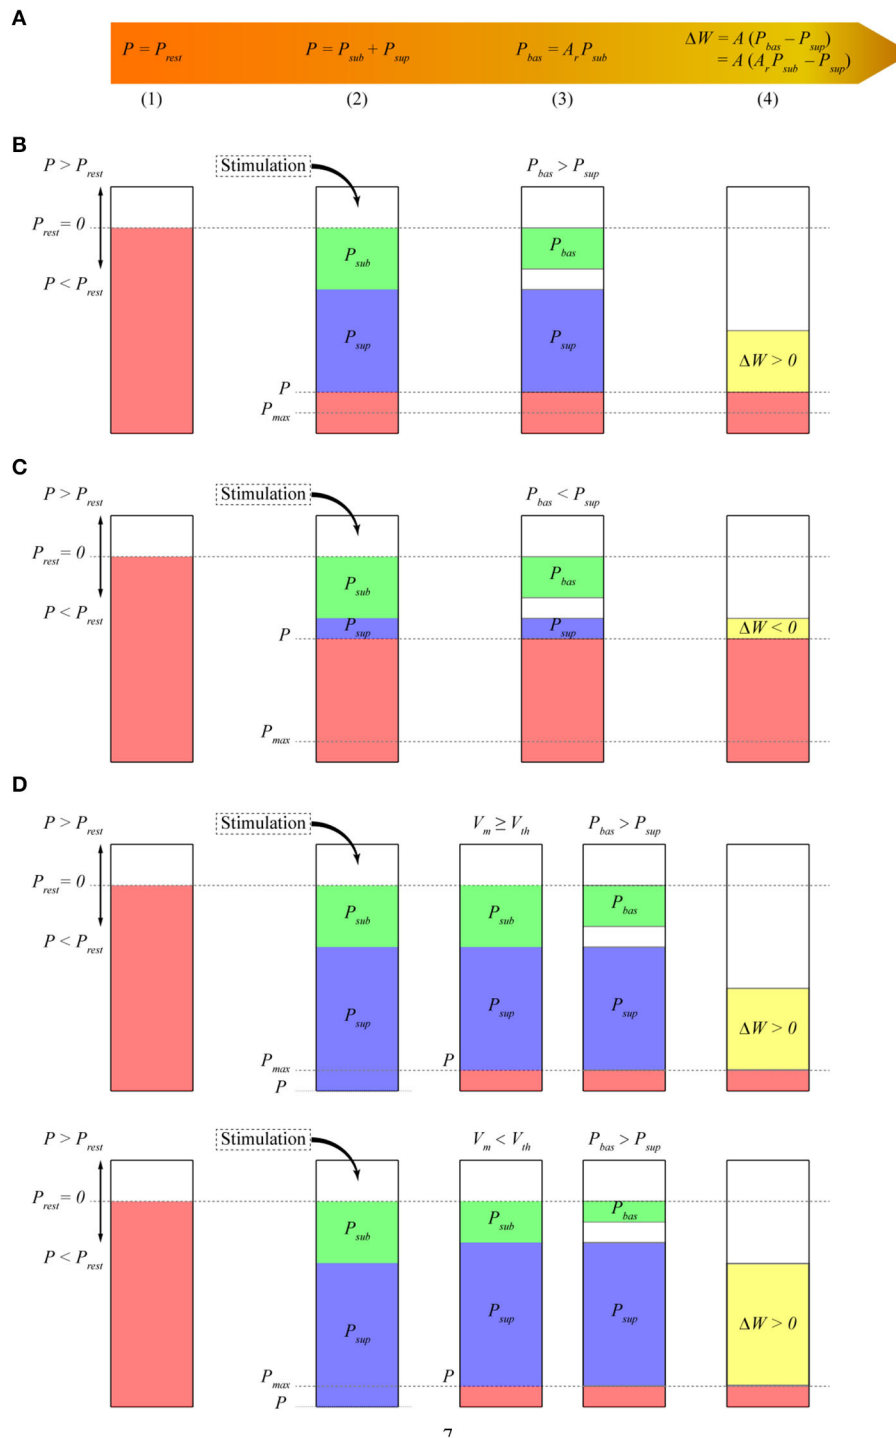 A
P = P_rest
P = P_sub + P_sup
P_bas = A_r P_sub
ΔW = A (P_bas – P_sup)
= A (A_r P_sub – P_sup)
(1)
(2)
(3)
(4)
B
P > P_rest
Stimulation
P_bas > P_sup
P_rest = 0
P_sub
P_bas
P < P_rest
P_sup
P_sup
ΔW > 0
P
P_max
C
P > P_rest
Stimulation
P_bas < P_sup
P_rest = 0
P_sub
P_bas
P < P_rest
P
P_sup
P_sup
ΔW < 0
P_max
D
P > P_rest
Stimulation
V_m ≥ V_th
P_bas > P_sup
P_rest = 0
P_sub
P_sub
P_bas
P < P_rest
P_sup
P_sup
P_sup
ΔW > 0
P_max
P
P
P > P_rest
Stimulation
V_m < V_th
P_bas > P_sup
P_rest = 0
P_sub
P_sub
P_bas
P < P_rest
P_sup
P_sup
P_sup
ΔW > 0
P_max
P
P
7